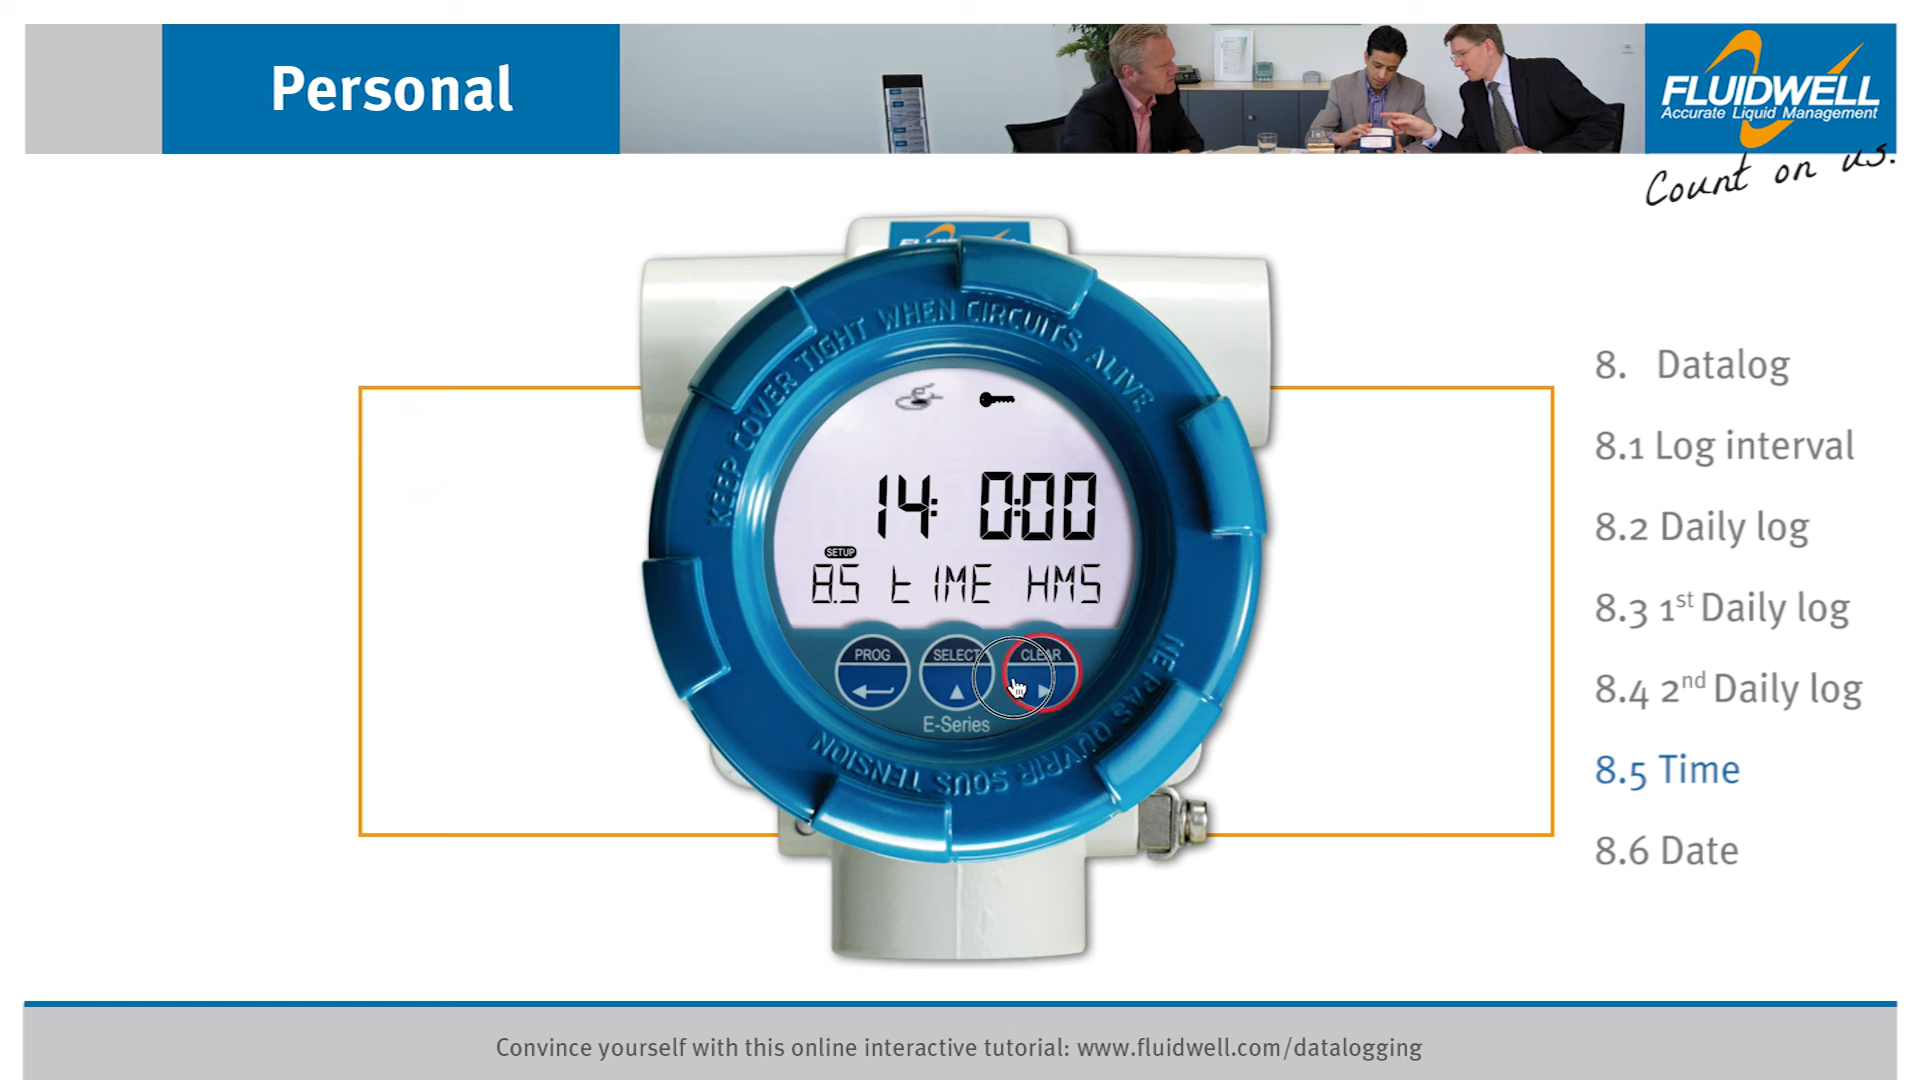 Personal
FLUIDWELL
Accurate Liquid Management
Count on us.
KEEP COVER TIGHT WHEN CIRCUITS ALIVE
14: 0:00
SETUP
8.5 tIME HMS
PROG
SELECT
CLEAR
E-Series
NE PAS OUVRIR SOUS TENSION
8. Datalog
8.1 Log interval
8.2 Daily log
8.3 1st Daily log
8.4 2nd Daily log
8.5 Time
8.6 Date
Convince yourself with this online interactive tutorial: www.fluidwell.com/datalogging